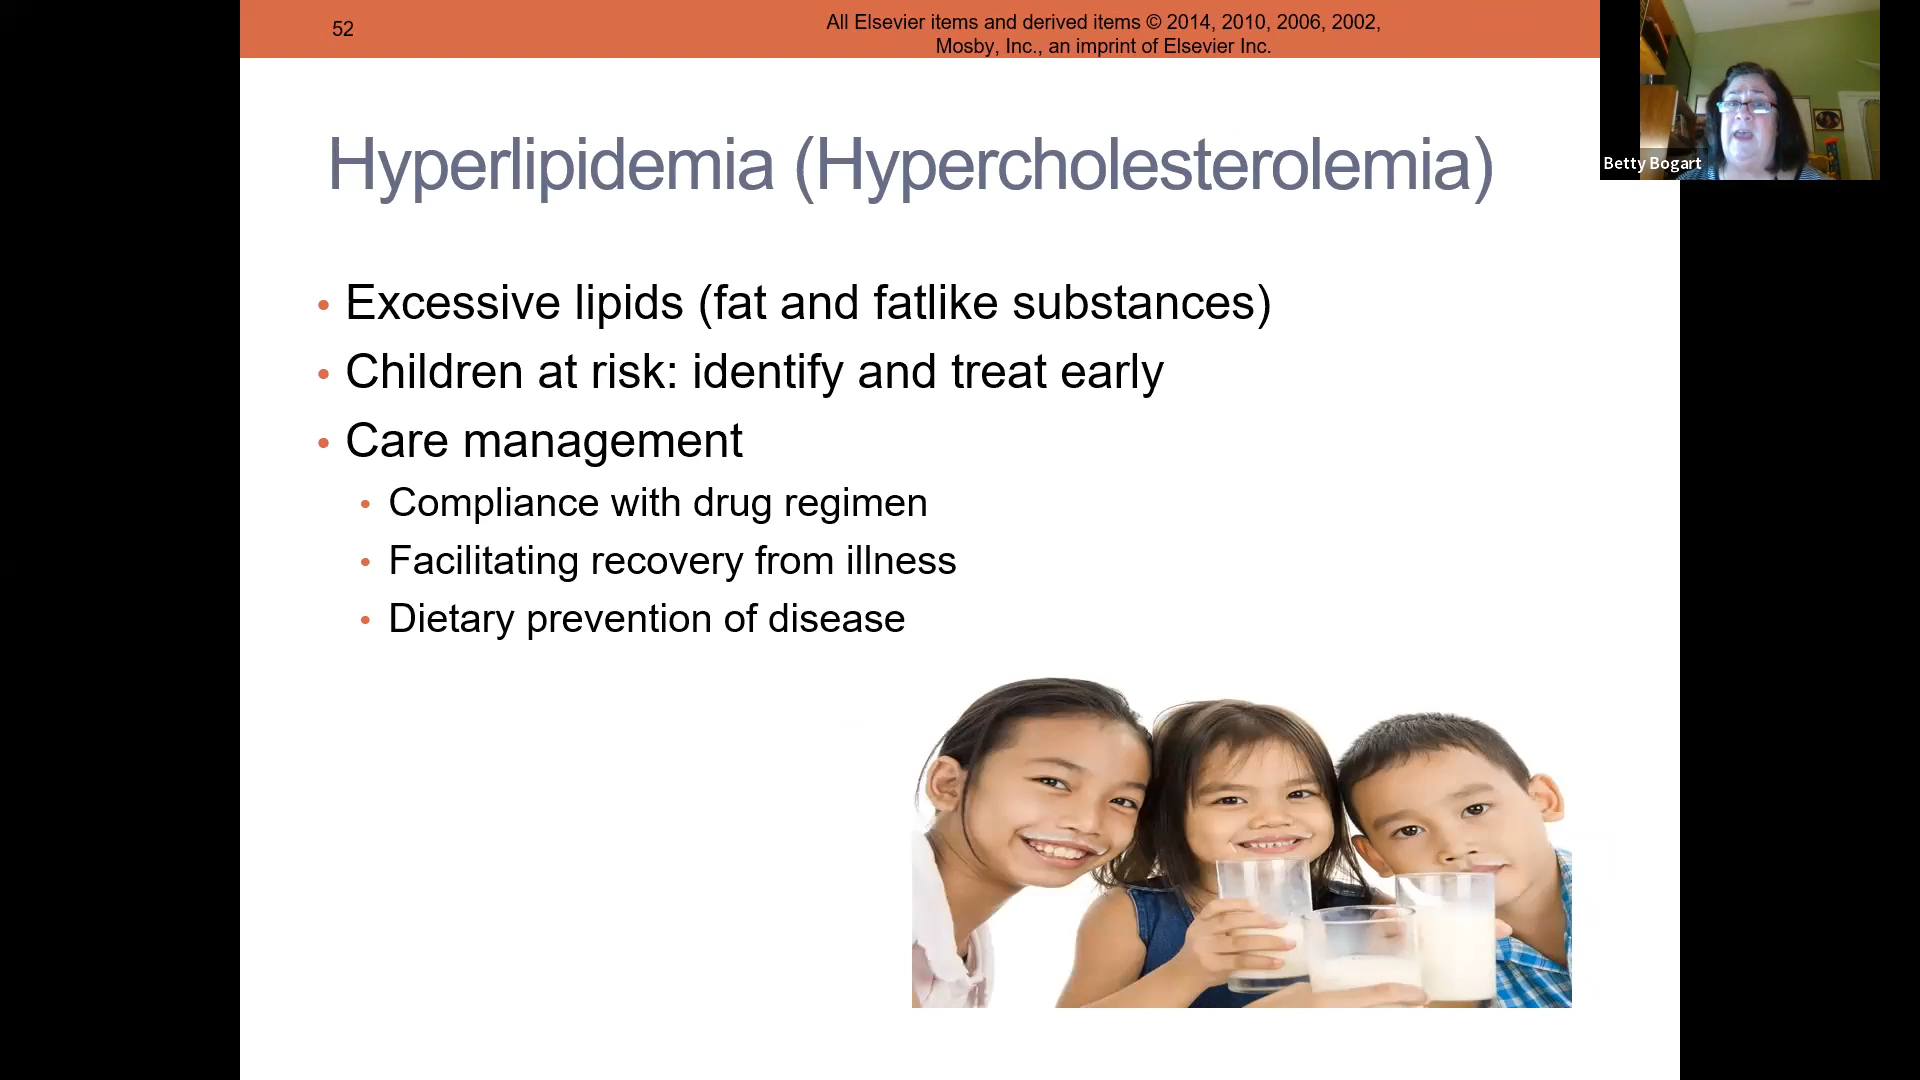 52
All Elsevier items and derived items © 2014, 2010, 2006, 2002,
Mosby, Inc., an imprint of Elsevier Inc.
Betty Bogart
Hyperlipidemia (Hypercholesterolemia)
• Excessive lipids (fat and fatlike substances)
• Children at risk: identify and treat early
• Care management
• Compliance with drug regimen
• Facilitating recovery from illness
• Dietary prevention of disease